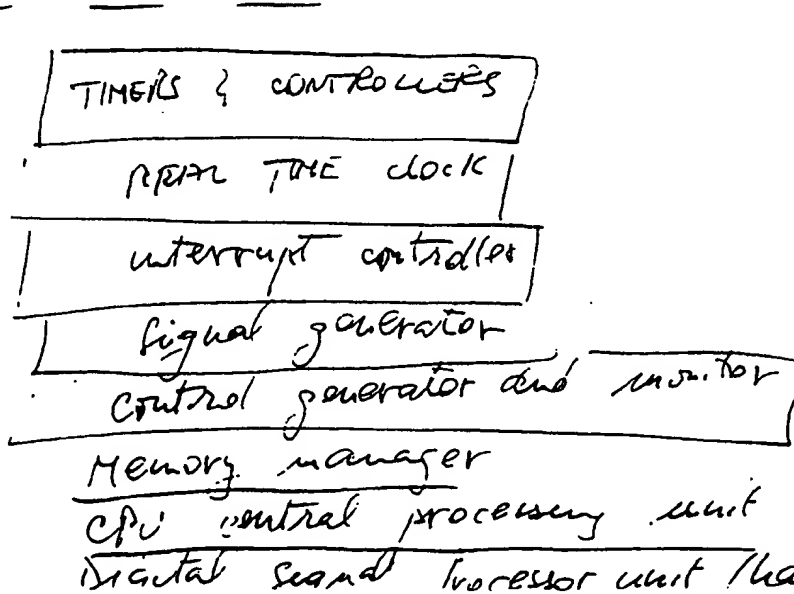 TIMERS & CONTROLLERS
REAL TIME clock
interrupt controller
signal generator
control generator and monitor
Memory manager
CPU central processing unit
Digital signal Processor unit